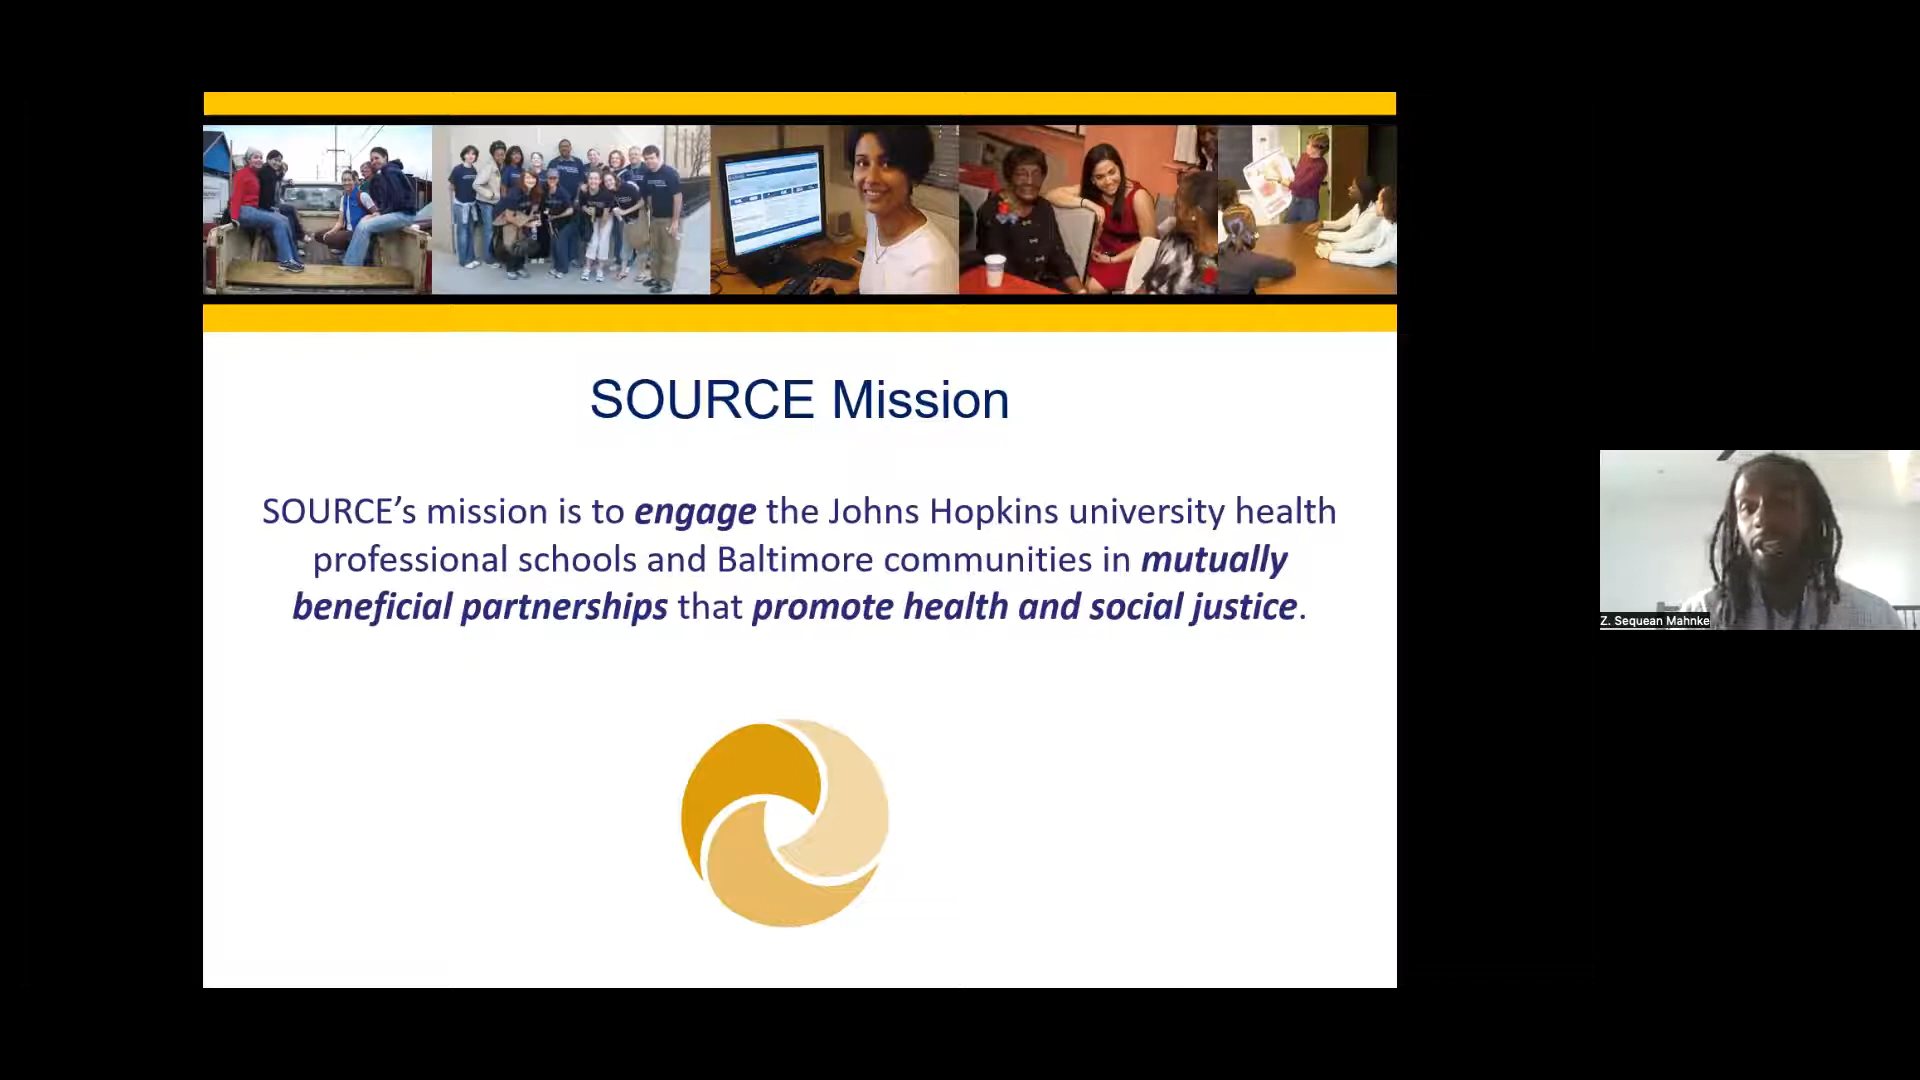 SOURCE Mission
SOURCE’s mission is to engage the Johns Hopkins university health
professional schools and Baltimore communities in mutually
beneficial partnerships that promote health and social justice.
Z. Sequean Mahnke